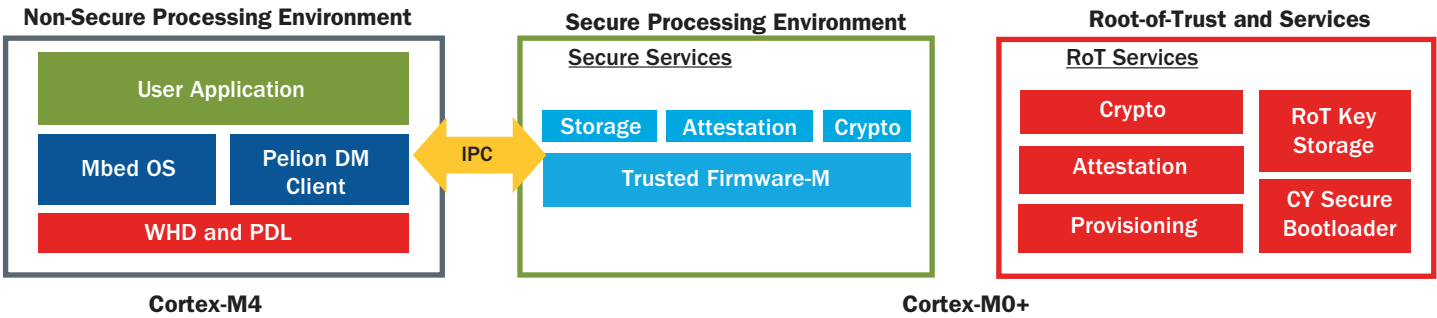 Non-Secure Processing Environment
User Application
Mbed OS
Pelion DM
Client
WHD and PDL
Cortex-M4
IPC
Secure Processing Environment
Secure Services
Storage
Attestation
Crypto
Trusted Firmware-M
Root-of-Trust and Services
RoT Services
Crypto
Attestation
Provisioning
RoT Key
Storage
CY Secure
Bootloader
Cortex-M0+